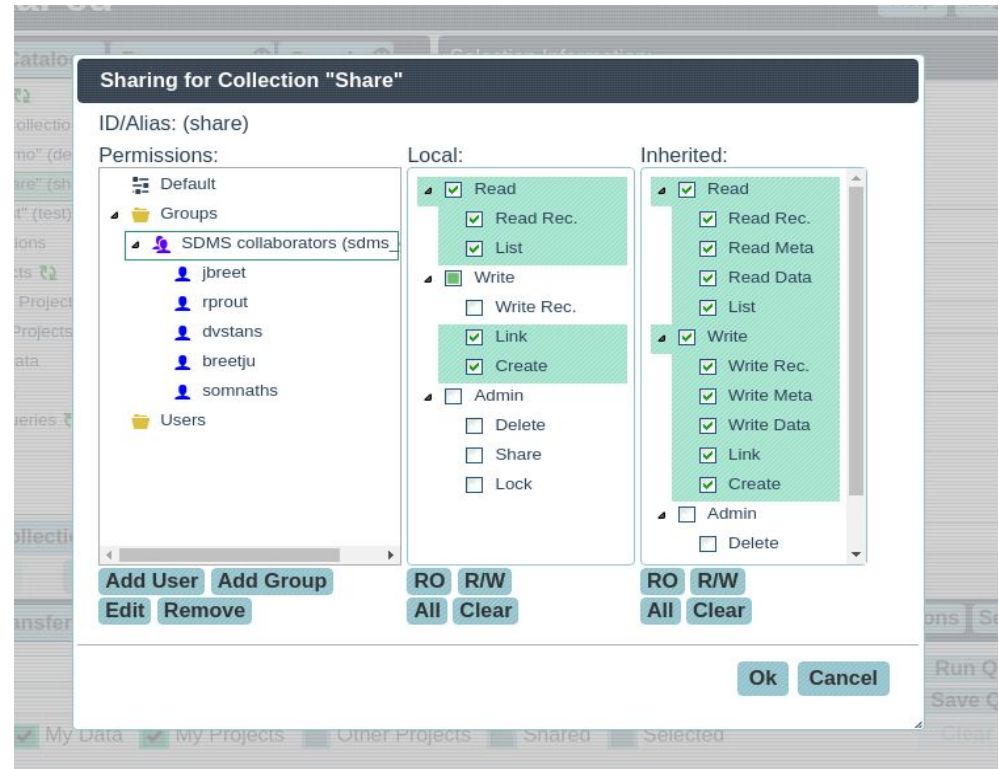 Sharing for Collection "Share"
ID/Alias: (share)
Permissions:
Default
Groups
SDMS collaborators (sdms_
jbreet
rprout
dvstans
breetju
somnaths
Users
Add User Add Group
Edit Remove
Local:
Read
Read Rec.
List
Write
Write Rec.
Link
Create
Admin
Delete
Share
Lock
RO R/W
All Clear
Inherited:
Read
Read Rec.
Read Meta
Read Data
List
Write
Write Rec.
Write Meta
Write Data
Link
Create
Admin
Delete
RO R/W
All Clear
Ok Cancel
My Data My Projects Other Projects Shared Selected
Clear